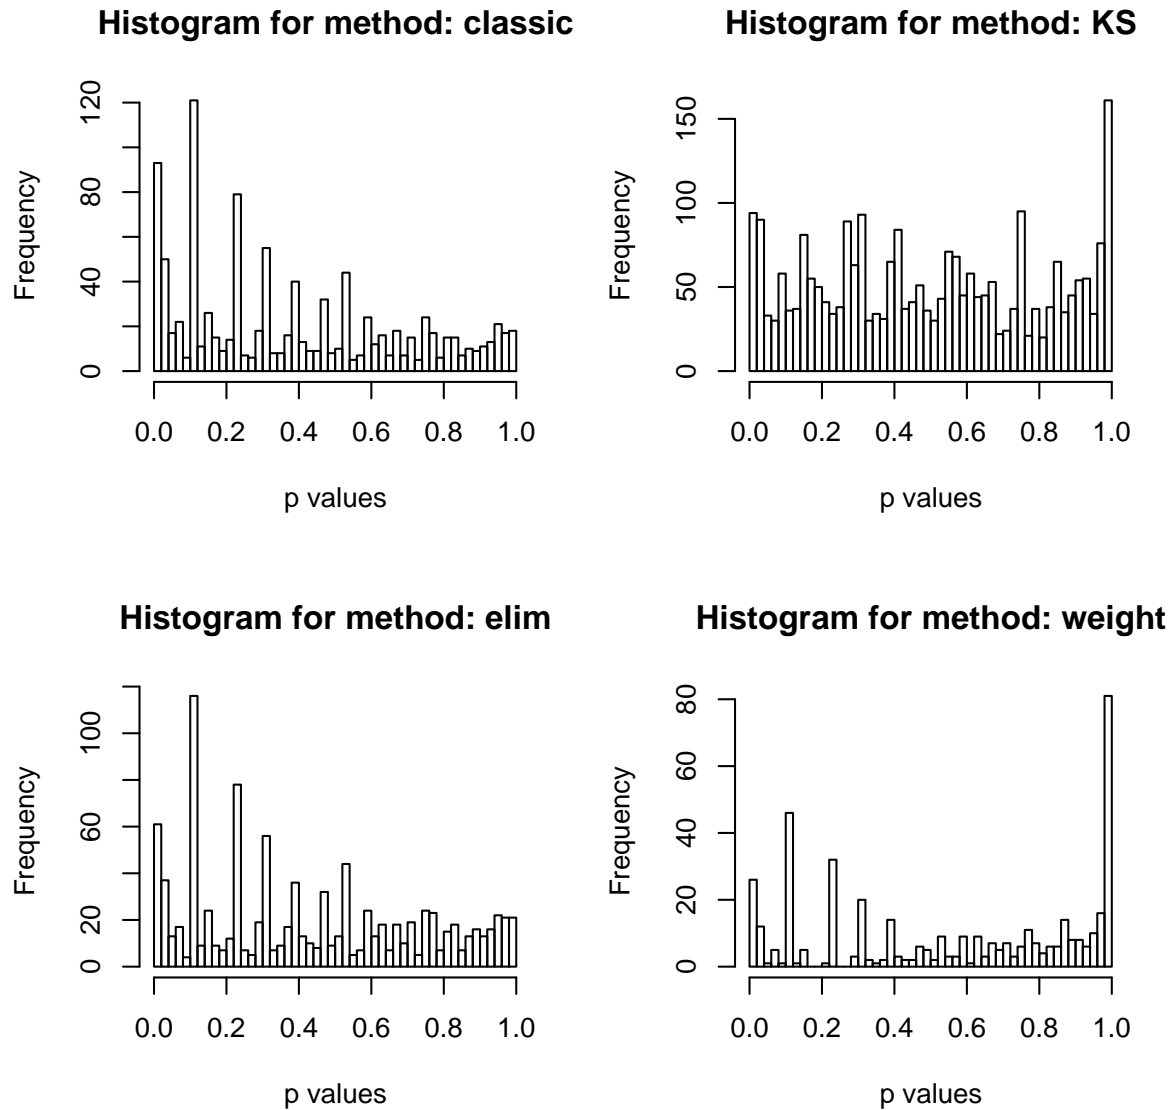 Histogram for method: classic
Frequency
0 40 80 120
0.0 0.2 0.4 0.6 0.8 1.0
p values
Histogram for method: KS
Frequency
0 50 100 150
0.0 0.2 0.4 0.6 0.8 1.0
p values
Histogram for method: elim
Frequency
0 20 60 100
0.0 0.2 0.4 0.6 0.8 1.0
p values
Histogram for method: weight
Frequency
0 20 40 60 80
0.0 0.2 0.4 0.6 0.8 1.0
p values